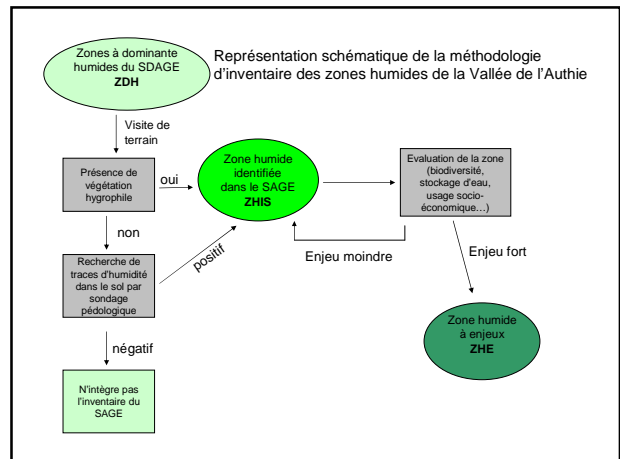 Zones à dominante
humides du SDAGE
ZDH
Représentation schématique de la méthodologie
d'inventaire des zones humides de la Vallée de l'Authie
Visite de
terrain
Présence de
végétation
hygrophile
oui
Zone humide
identifiée
dans le SAGE
ZHIS
Evaluation de la zone
(biodiversité,
stockage d'eau,
usage socio-
économique…)
non
positif
Enjeu moindre
Enjeu fort
Recherche de
traces d'humidité
dans le sol par
sondage
pédologique
Zone humide
à enjeux
ZHE
négatif
N'intègre pas
l'inventaire du
SAGE